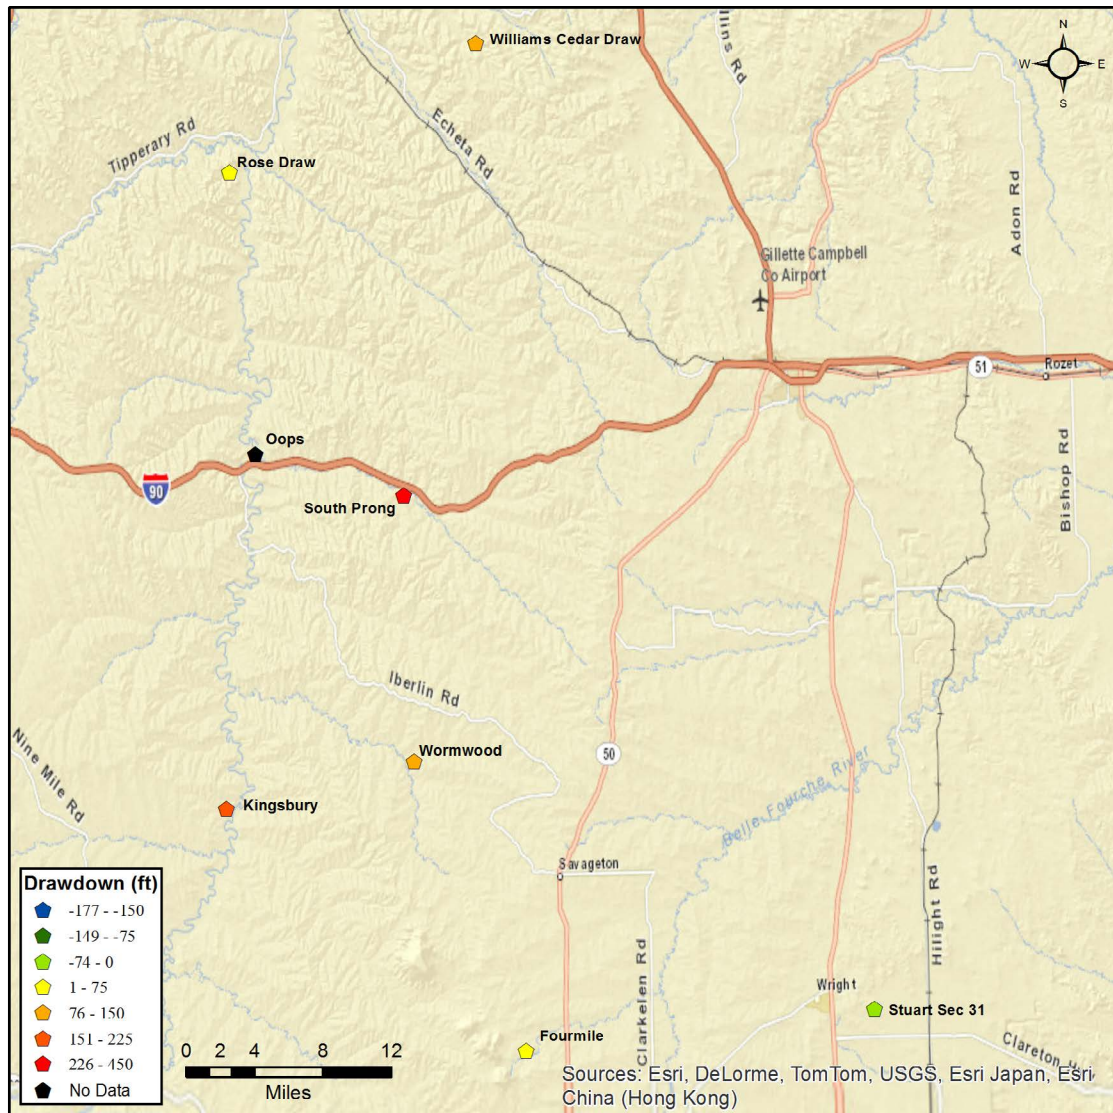 Williams Cedar Draw
N
W
E
S
llins Rd
Echeta Rd
Tipperary Rd
Rose Draw
Adon Rd
Gillette Campbell
Co Airport
51
Rozet
Oops
90
South Prong
Bishop Rd
Iberlin Rd
Wormwood
50
Nine Mile Rd
Kingsbury
Belle Fourche River
Savageton
Hilight Rd
Drawdown (ft)
-177 - -150
-149 - -75
-74 - 0
1 - 75
76 - 150
151 - 225
226 - 450
No Data
0 2 4 8 12
Miles
Clarkelen Rd
Wright
Stuart Sec 31
Fourmile
Clareton H
Sources: Esri, DeLorme, TomTom, USGS, Esri Japan, Esri
China (Hong Kong)